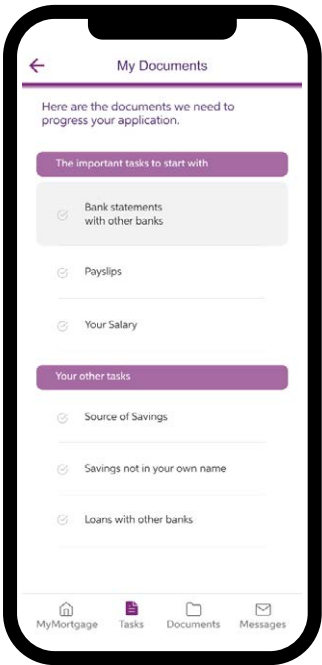 My Documents
Here are the documents we need to
progress your application.
The important tasks to start with
Bank statements
with other banks
Payslips
Your Salary
Your other tasks
Source of Savings
Savings not in your own name
Loans with other banks
MyMortgage Tasks Documents Messages